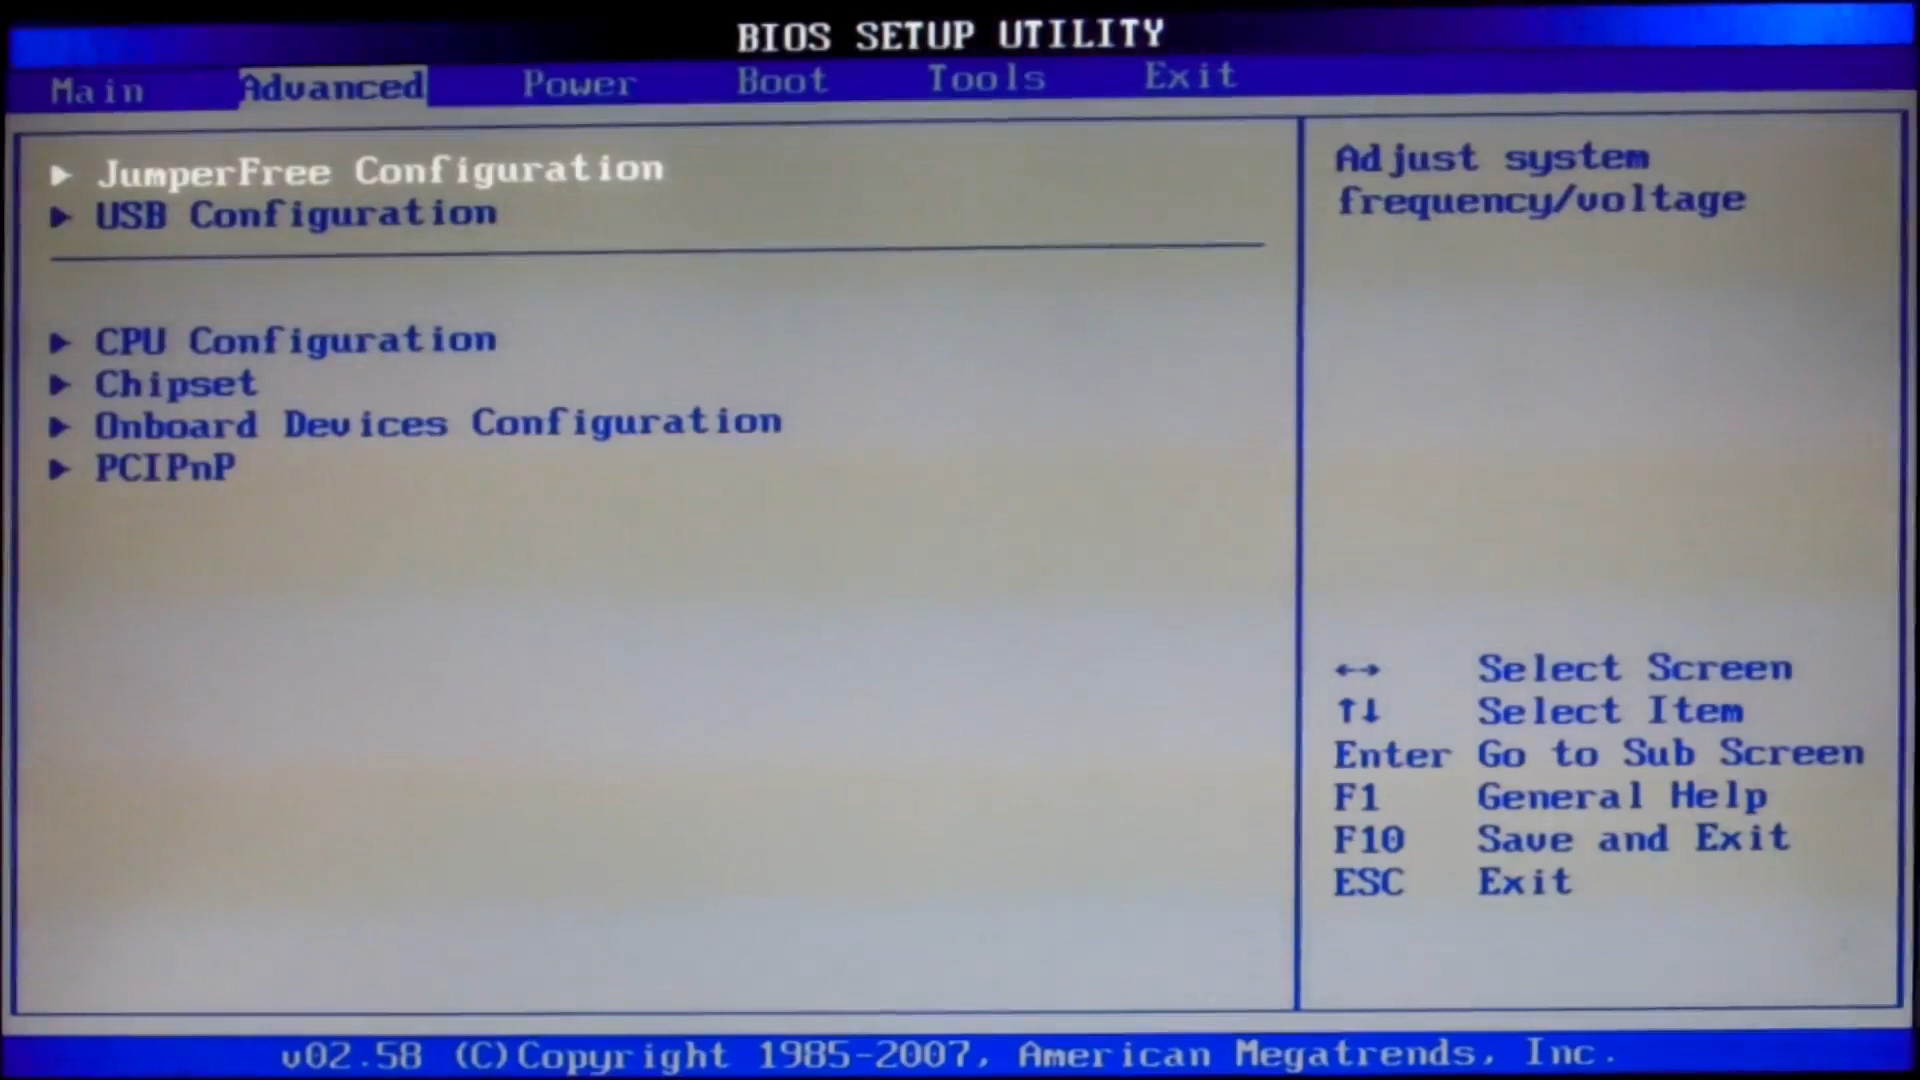 BIOS SETUP UTILITY
Main Advanced Power Boot Tools Exit
JumperFree Configuration
USB Configuration
CPU Configuration
Chipset
Onboard Devices Configuration
PCIPnP
Adjust system
frequency/voltage
↔ Select Screen
↑↓ Select Item
Enter Go to Sub Screen
F1 General Help
F10 Save and Exit
ESC Exit
v02.58 (C)Copyright 1985-2007, American Megatrends, Inc.